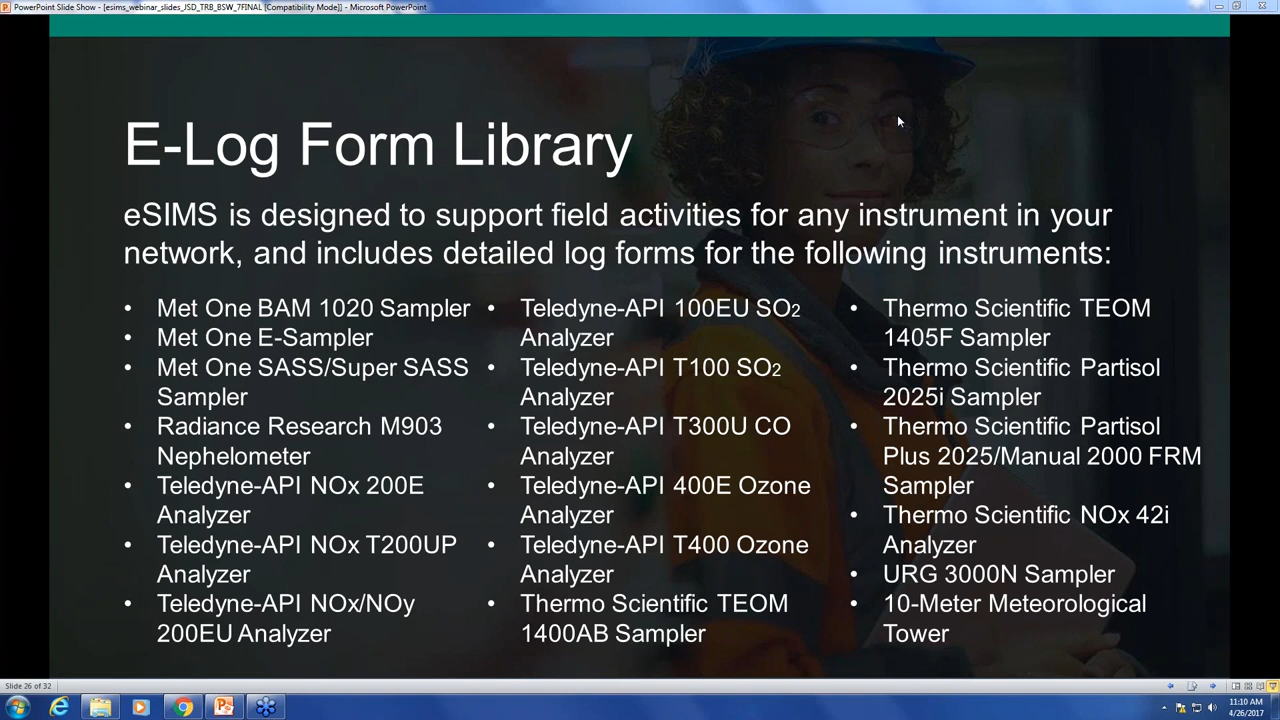 PowerPoint Slide Show - [esims_webinar_slides_JSD_TRB_BSW_7FINAL [Compatibility Mode]] - Microsoft PowerPoint
E-Log Form Library
eSIMS is designed to support field activities for any instrument in your
network, and includes detailed log forms for the following instruments:
• Met One BAM 1020 Sampler
• Met One E-Sampler
• Met One SASS/Super SASS
Sampler
• Radiance Research M903
Nephelometer
• Teledyne-API NOx 200E
Analyzer
• Teledyne-API NOx T200UP
Analyzer
• Teledyne-API NOx/NOy
200EU Analyzer
• Teledyne-API 100EU SO2
Analyzer
• Teledyne-API T100 SO2
Analyzer
• Teledyne-API T300U CO
Analyzer
• Teledyne-API 400E Ozone
Analyzer
• Teledyne-API T400 Ozone
Analyzer
• Thermo Scientific TEOM
1400AB Sampler
• Thermo Scientific TEOM
1405F Sampler
• Thermo Scientific Partisol
2025i Sampler
• Thermo Scientific Partisol
Plus 2025/Manual 2000 FRM
Sampler
• Thermo Scientific NOx 42i
Analyzer
• URG 3000N Sampler
• 10-Meter Meteorological
Tower
Slide 26 of 32
11:10 AM
4/26/2017